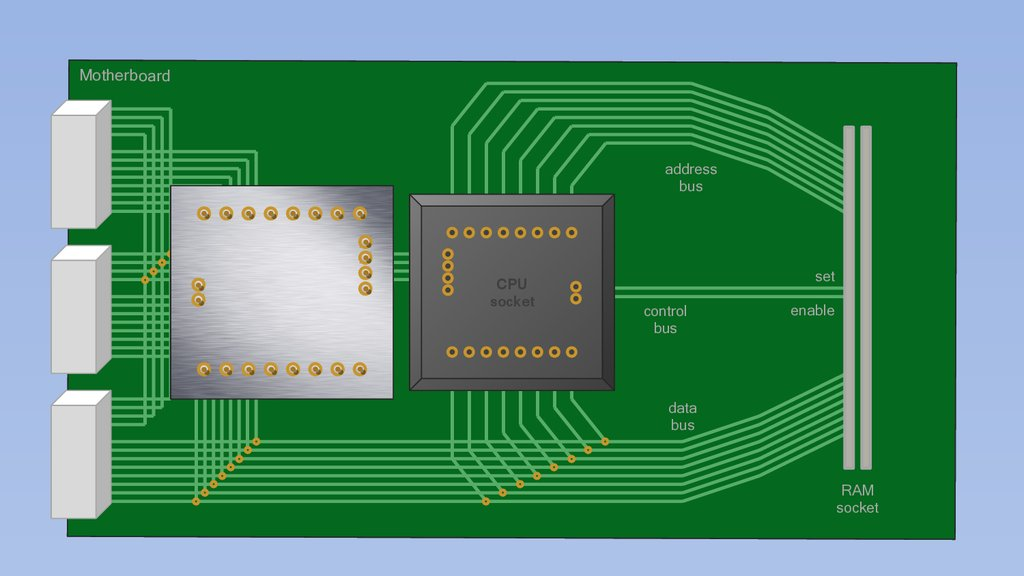 Motherboard
address
bus
CPU
socket
set
enable
control
bus
data
bus
RAM
socket